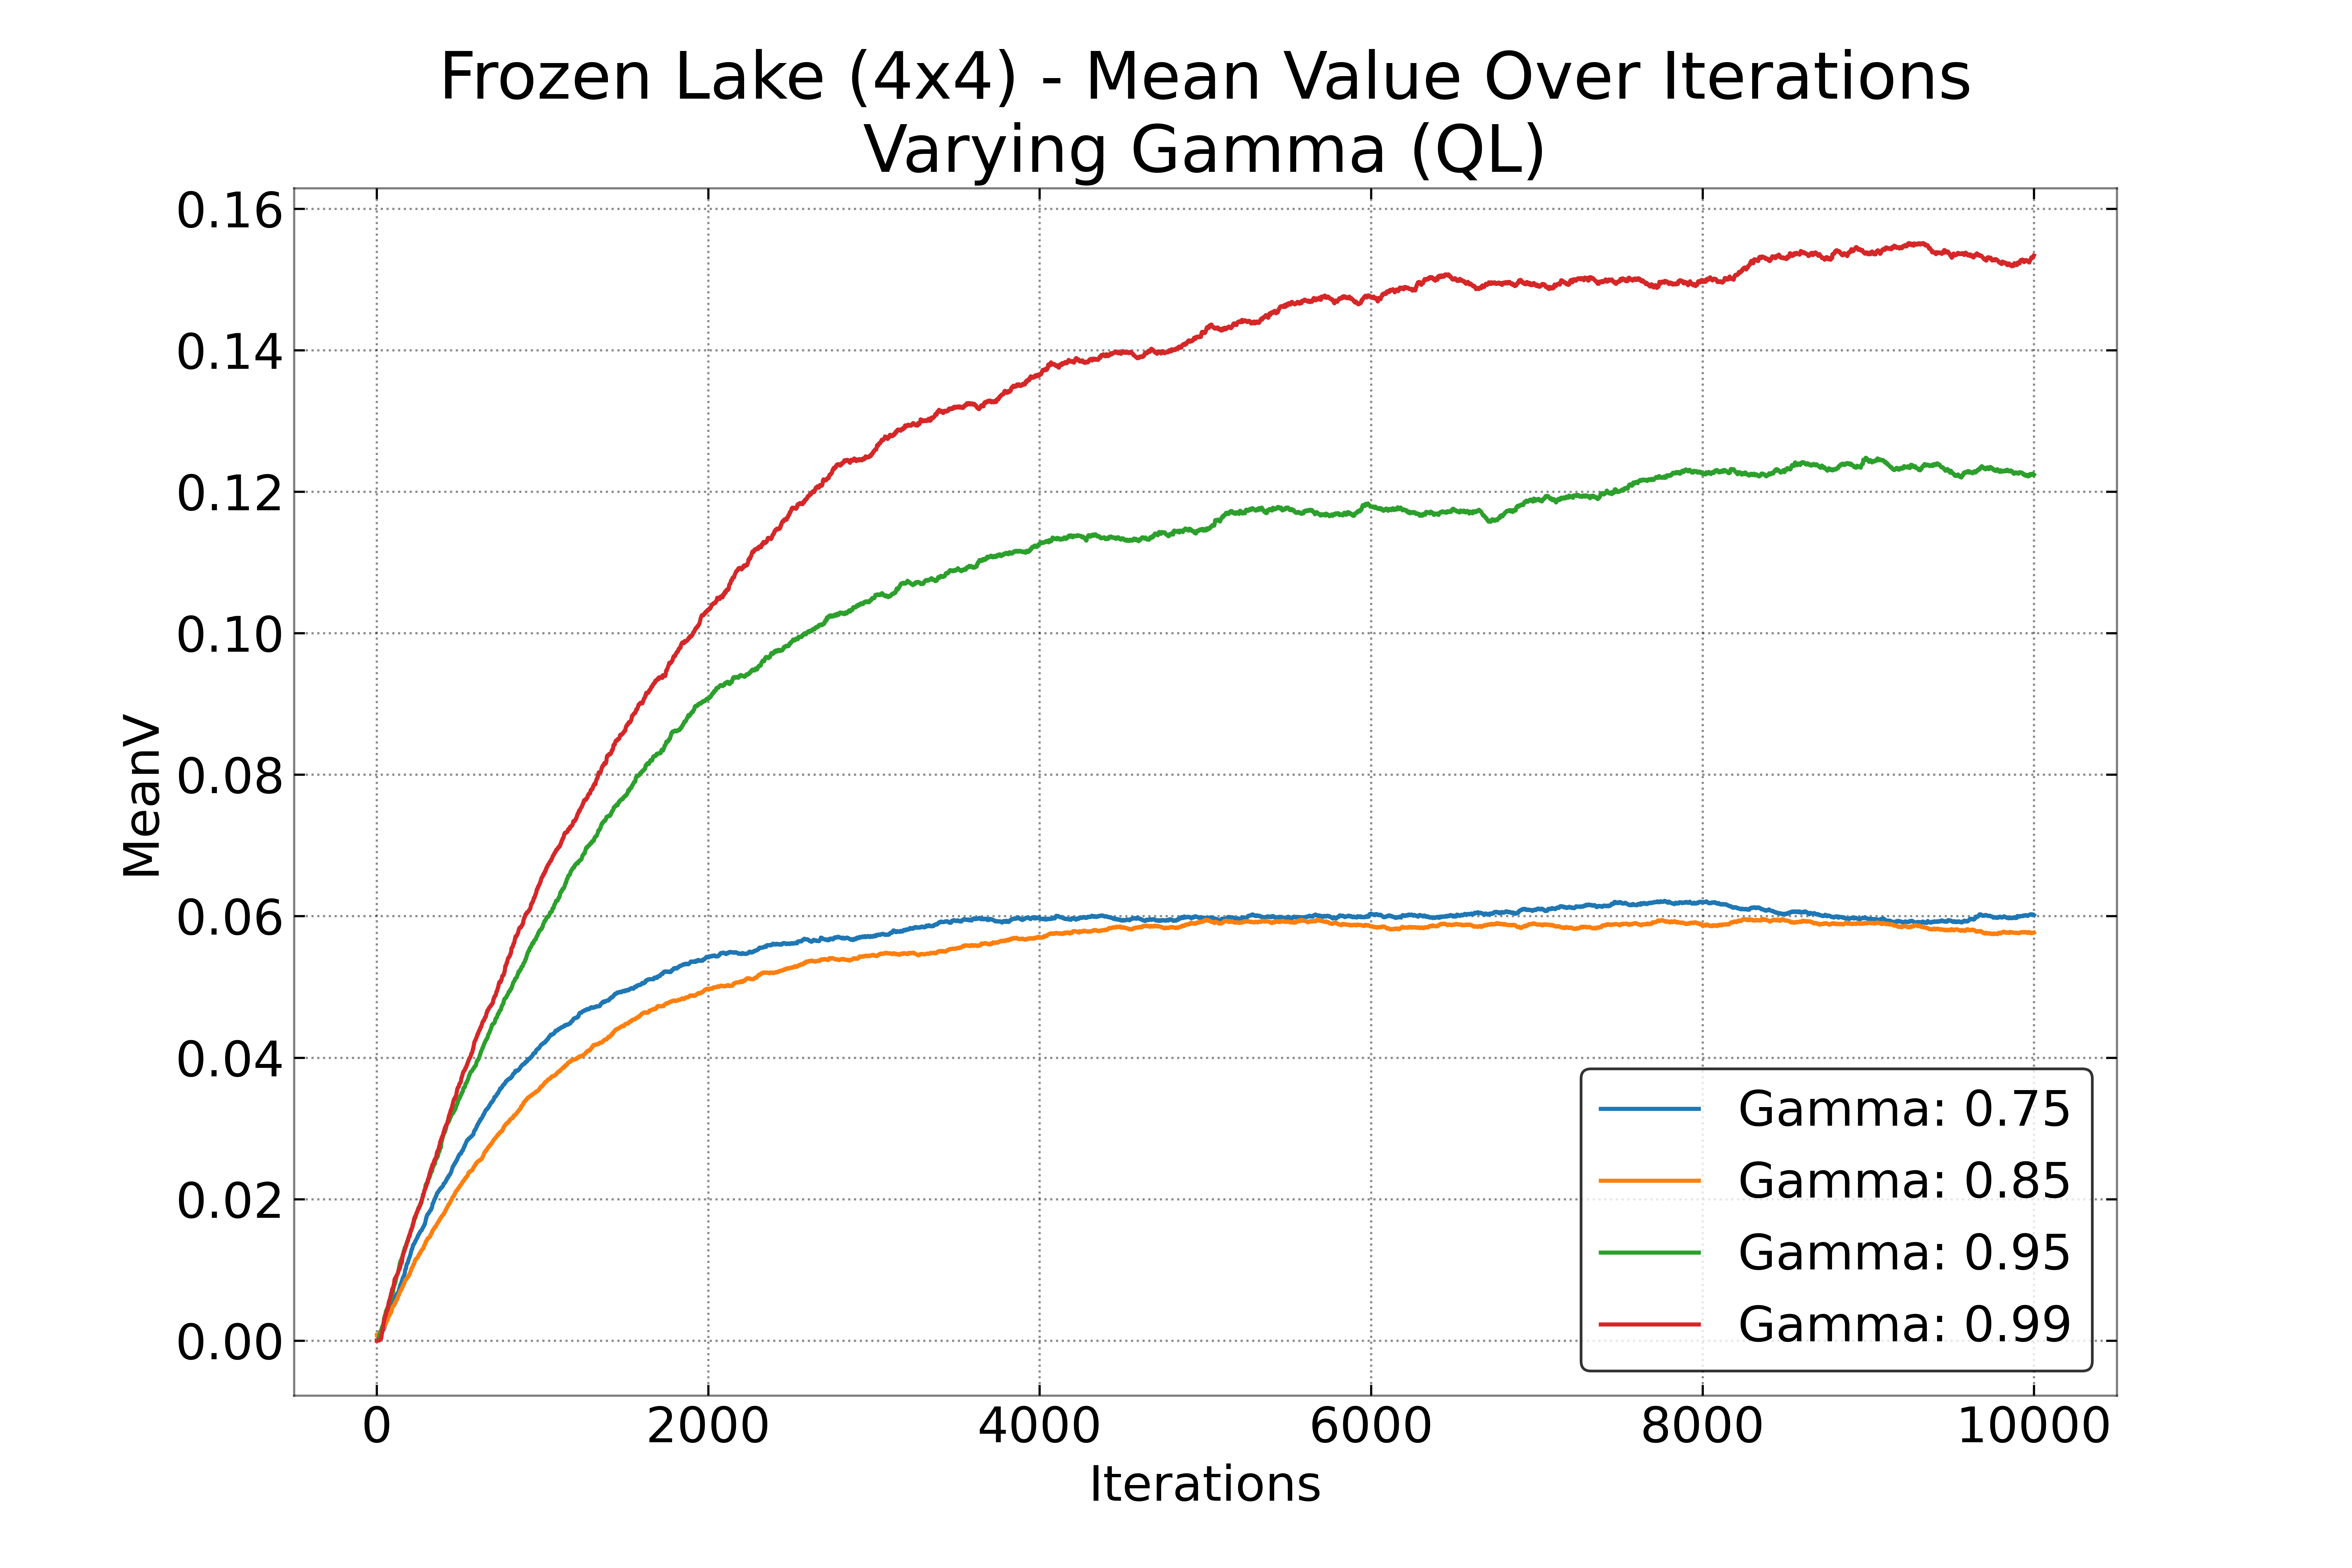 Frozen Lake (4x4) - Mean Value Over Iterations
Varying Gamma (QL)
MeanV
0.16
0.14
0.12
0.10
0.08
0.06
0.04
0.02
0.00
Gamma: 0.75
Gamma: 0.85
Gamma: 0.95
Gamma: 0.99
0 2000 4000 6000 8000 10000
Iterations